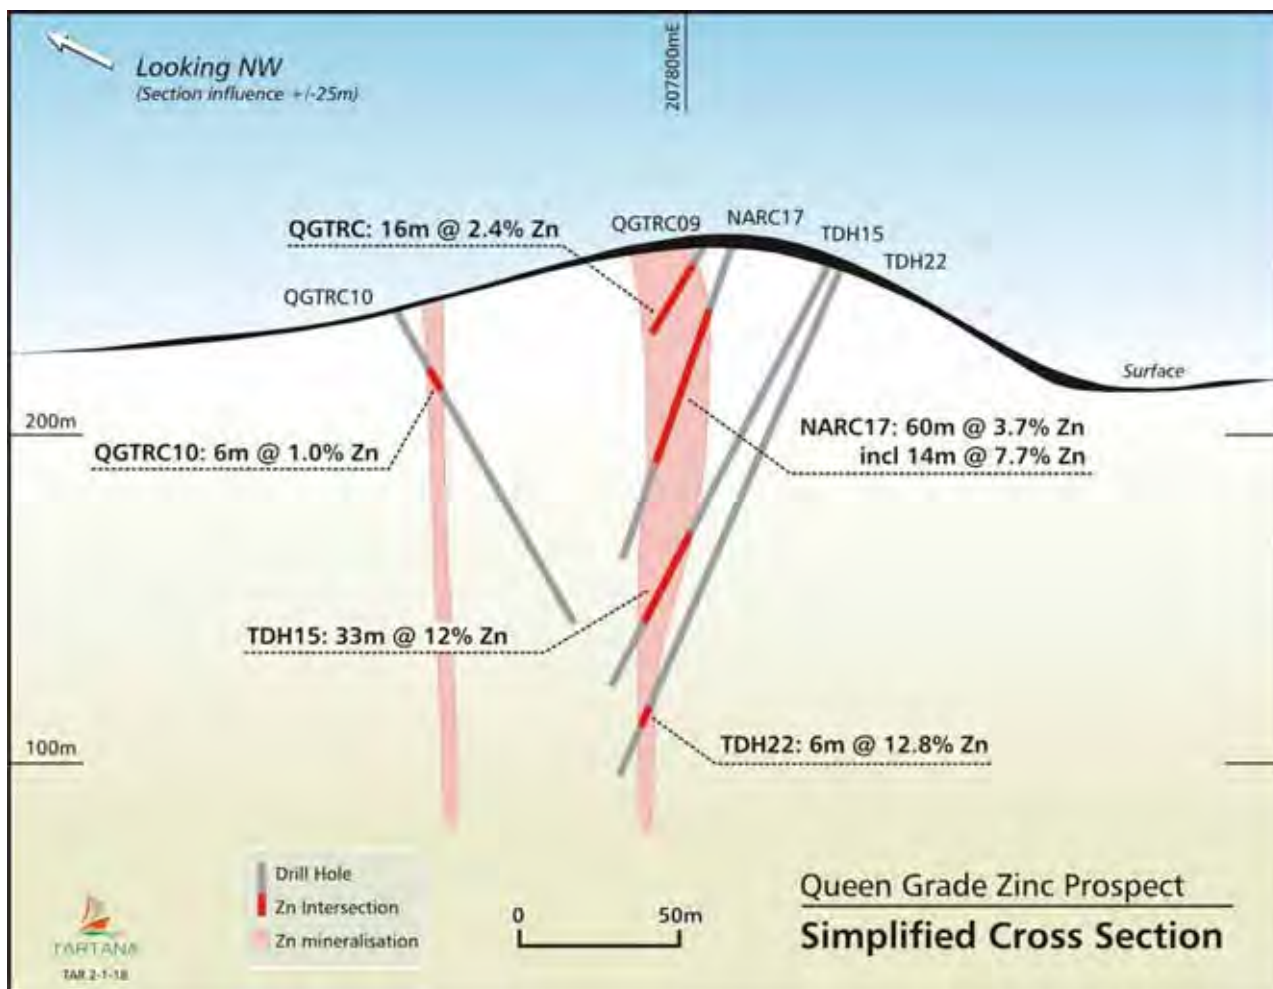 207800mE
Looking NW
(Section influence +/-25m)
QGTRC: 16m @ 2.4% Zn
QGTRC09
NARC17
TDH15
TDH22
QGTRC10
Surface
200m
QGTRC10: 6m @ 1.0% Zn
NARC17: 60m @ 3.7% Zn
incl 14m @ 7.7% Zn
TDH15: 33m @ 12% Zn
100m
TDH22: 6m @ 12.8% Zn
Drill Hole
Zn Intersection
Zn mineralisation
0
50m
Queen Grade Zinc Prospect
Simplified Cross Section
TARTANA
TAR 2-1-18